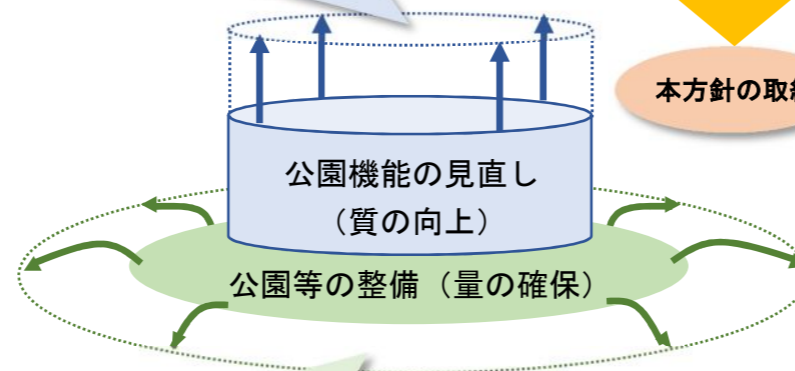 本方針の取
公園機能の見直し
（質の向上）
公園等の整備（量の確保）